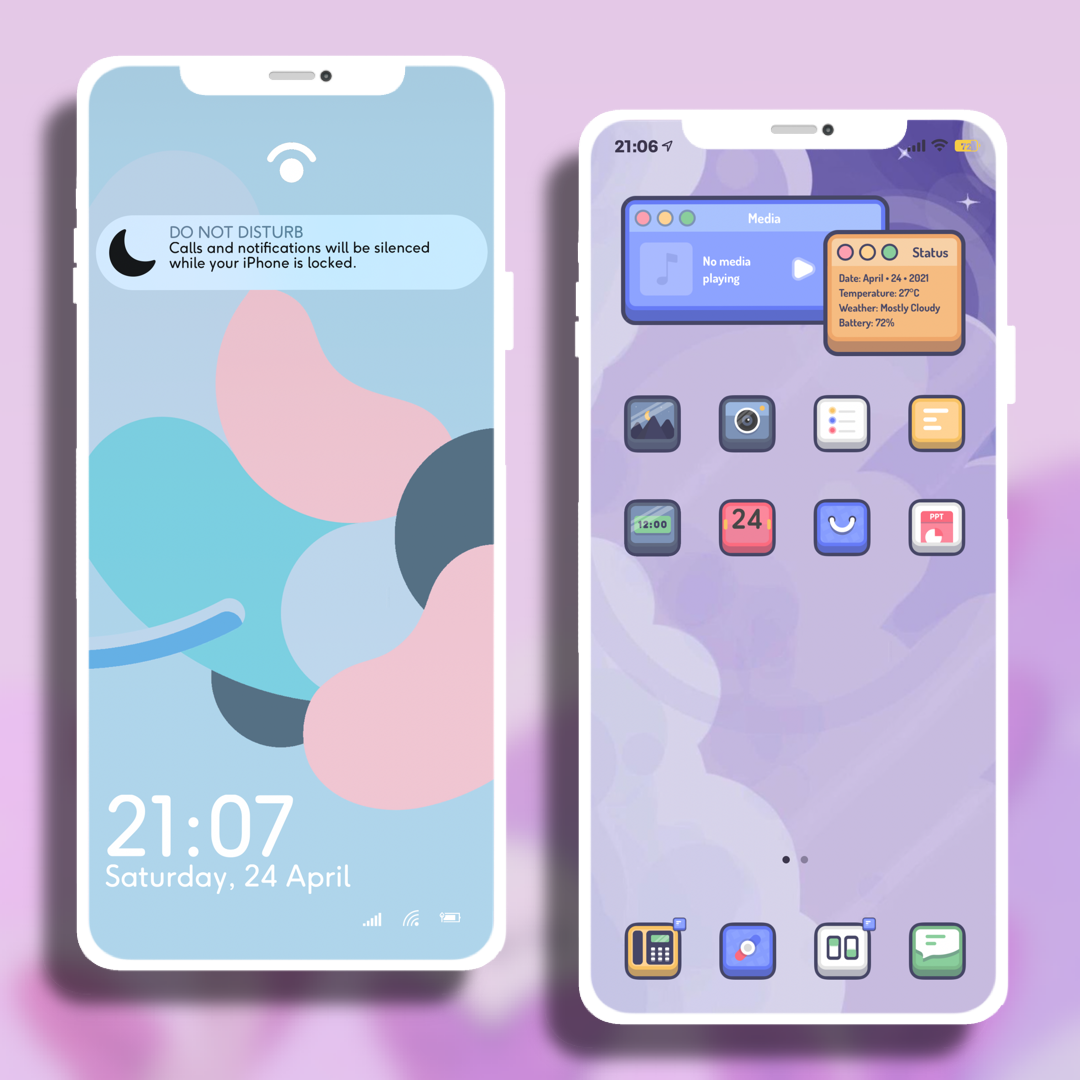 DO NOT DISTURB
Calls and notifications will be silenced
while your iPhone is locked.
21:07
Saturday, 24 April
21:06
Media
No media
playing
Status
Date: April • 24 • 2021
Temperature: 27°C
Weather: Mostly Cloudy
Battery: 72%
12:00
24
PPT